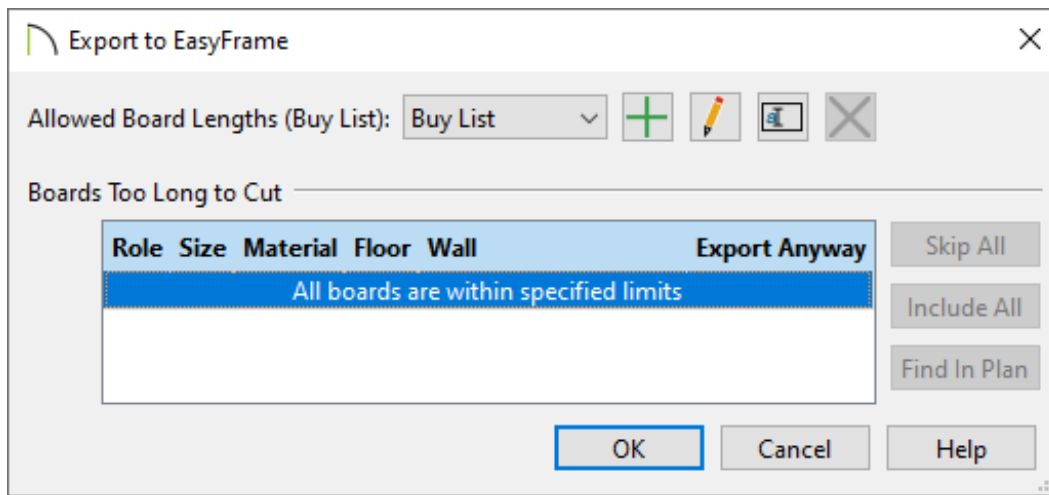 Export to EasyFrame
Allowed Board Lengths (Buy List): Buy List
Boards Too Long to Cut
Role Size Material Floor Wall Export Anyway
All boards are within specified limits
Skip All
Include All
Find In Plan
OK Cancel Help